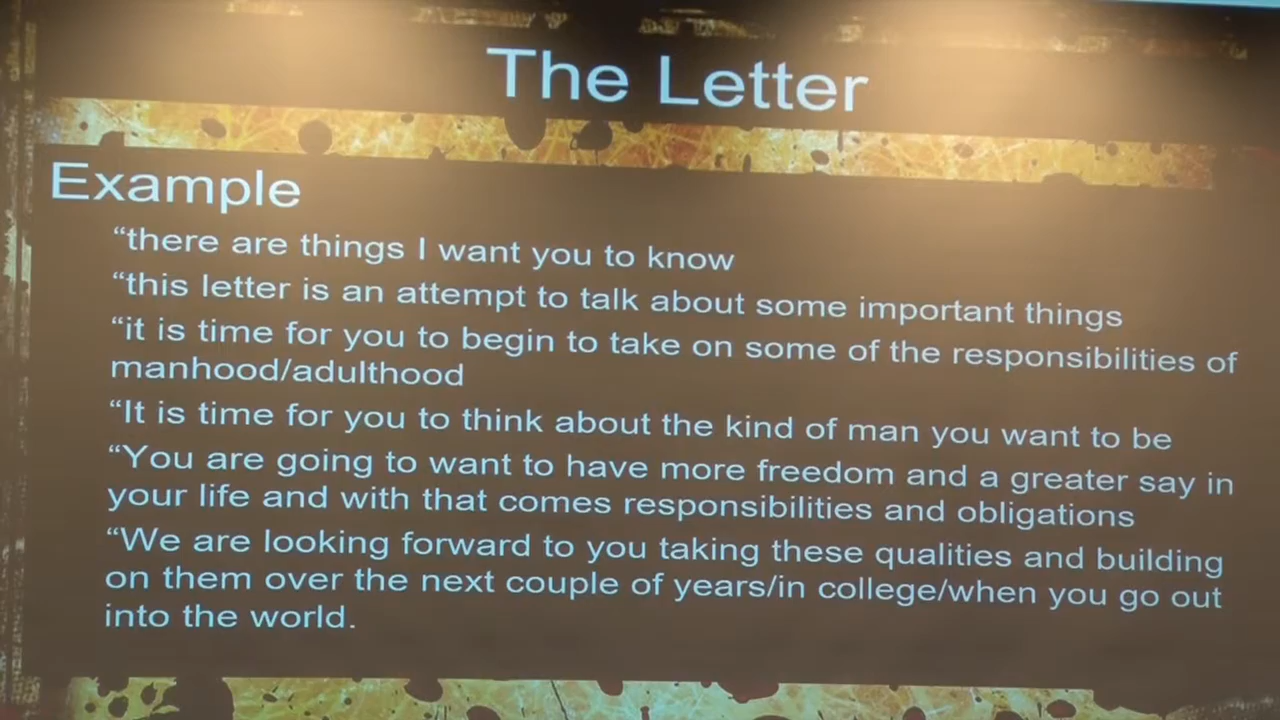 The Letter
Example
“there are things I want you to know
“this letter is an attempt to talk about some important things
“it is time for you to begin to take on some of the responsibilities of
manhood/adulthood
“It is time for you to think about the kind of man you want to be
“You are going to want to have more freedom and a greater say in
your life and with that comes responsibilities and obligations
“We are looking forward to you taking these qualities and building
on them over the next couple of years/in college/when you go out
into the world.